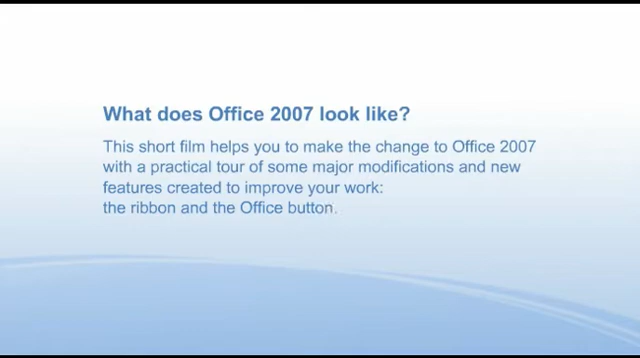 What does Office 2007 look like?
This short film helps you to make the change to Office 2007
with a practical tour of some major modifications and new
features created to improve your work:
the ribbon and the Office button.